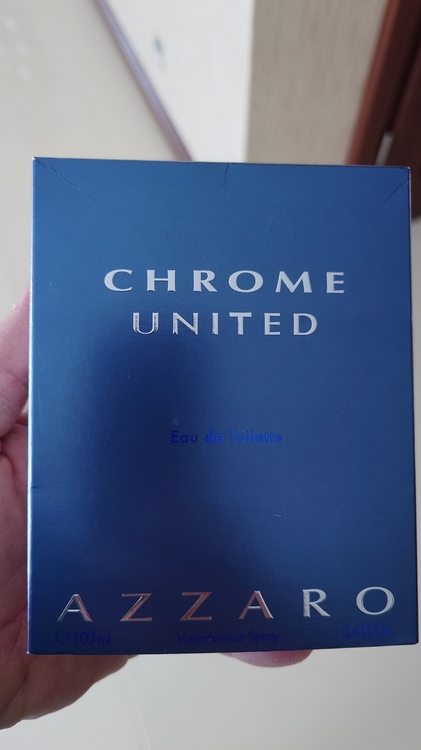 CHROME
UNITED
Eau de Toilette
AZZARO
℮ 100 ml Vaporisateur Spray